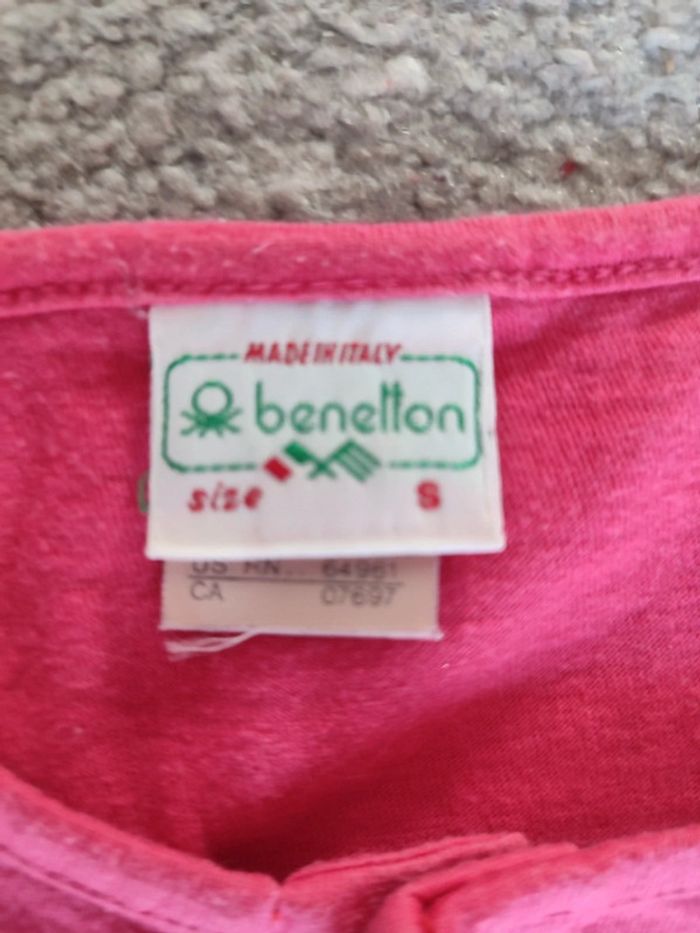 MADE IN ITALY
benetton
size S
US RN... 64961
CA 07697